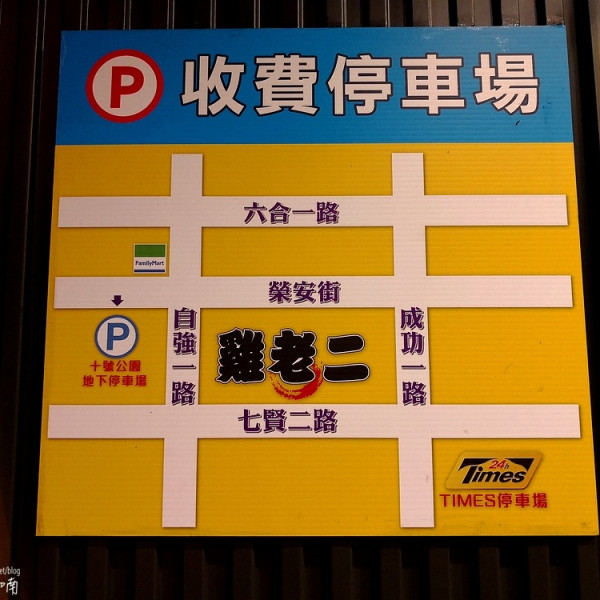 P 收費停車場
六合一路
FamilyMart
榮安街
自強一路
成功一路
P
十號公園
地下停車場
雞老二
七賢二路
24h
Times
TIMES停車場
et/blog